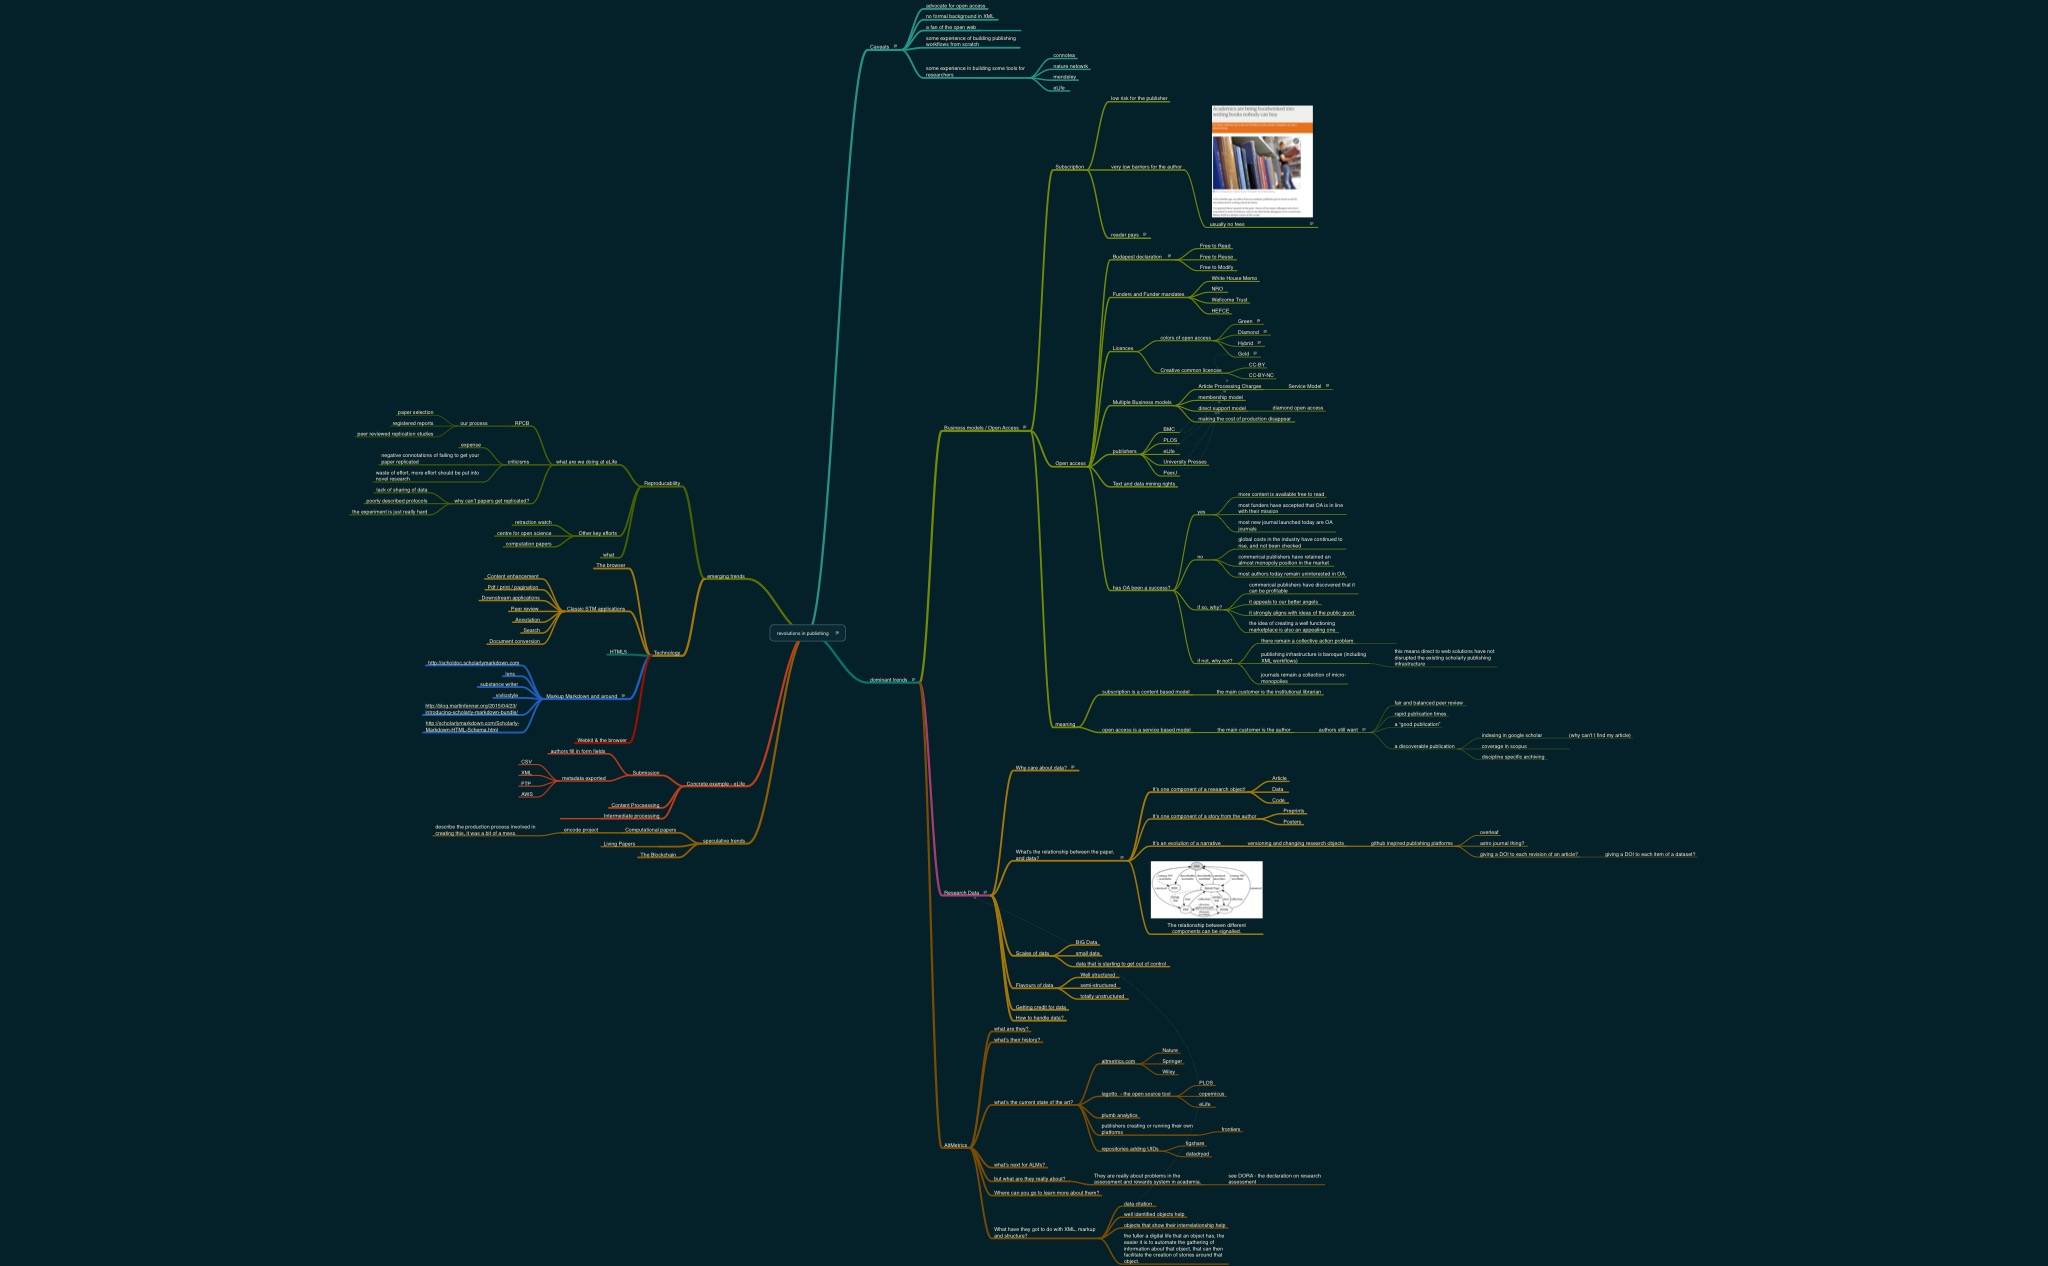 revolutions in publishing
Caveats
advocate for open access
no formal background in XML
a fan of the open web
some experience of building publishing
workflows from scratch
some experience in building some tools for
researchers
connotea
nature netowrk
mendeley
eLife
dominant trends
Business models / Open Access
Subscription
low risk for the publisher
very low barriers for the author
Academics are being hoodwinked into
writing books nobody can buy
usually no fees
reader pays
Open access
Budapest declaration
Free to Read
Free to Reuse
Free to Modify
Funders and Funder mandates
White House Memo
NRO
Wellcome Trust
HEFCE
Licences
colors of open access
Green
Diamond
Hybrid
Gold
Creative common licences
CC-BY
CC-BY-NC
Multiple Business models
Article Processing Charges
Service Model
membership model
direct support model
diamond open access
making the cost of production disappear
publishers
BMC
PLOS
eLife
University Presses
PeerJ
Text and data mining rights
has OA been a success?
yes
more content is available free to read
most funders have accepted that OA is in line
with their mission
most new journal launched today are OA
journals
no
global costs in the industry have continued to
rise, and not been checked
commerical publishers have retained an
almost monopoly position in the market
most authors today remain uninterested in OA
if so, why?
commerical publishers have discovered that it
can be profitable
it appeals to our better angels
it strongly aligns with ideas of the public good
the idea of creating a well functioning
marketplace is also an appealing one
if not, why not?
there remain a collective action problem
publishing infrastructure is baroque (including
XML workflows)
this means direct to web solutions have not
disrupted the existing scholarly publishing
infrastructure
journals remain a collection of micro-
monopolies
meaning
subscription is a content based model
the main customer is the institutional librarian
open access is a service based model
the main customer is the author
authors still want
fair and balanced peer review
rapid publication times
a "good publication"
a discoverable publication
indexing in google scholar
(why can't I find my article)
coverage in scopus
discipline specific archiving
Research Data
Why care about data?
What's the relationship between the paper,
and data?
It's one component of a research object!
Article
Data
Code
It's one component of a story from the author
Preprints
Posters
It's an evolution of a narrative
versioning and changing research objects
github inspired publishing platforms
overleaf
astro journal thing?
giving a DOI to each revision of an article?
giving a DOI to each item of a dataset?
The relationship between different
components can be signalled.
Scales of data
BIG Data
small data
data that is starting to get out of control
Flavours of data
Well structured
semi-structured
totally unstructured
Getting credit for data
How to handle data?
AltMetrics
what are they?
what's their history?
what's the current state of the art?
altmetrics.com
Nature
Springer
Wiley
lagotto. - the open source tool
PLOS
copernicus
eLife
plumb analytics
publishers creating or running their own
platforms
frontiers
repositories adding UIDs
figshare
datadryad
what's next for ALMs?
but what are they really about?
They are really about problems in the
assessment and rewards system in academia.
see DORA - the declaration on research
assessment
Where can you go to learn more about them?
What have they got to do with XML, markup
and structure?
data citation
well identified objects help
objects that show their interrelationship help
the fuller a digital life that an object has, the
easier it is to automate the gathering of
information about that object, that can then
facilitate the creation of stories around that
object.
emerging trends
Reproducability
what are we doing at eLife
RPCB
our process
paper selection
registered reports
peer reviewed replication studies
criticisms
expense
negative connotations of failing to get your
paper replicated
waste of effort, more effort should be put into
novel research
why can't papers get replicated?
lack of sharing of data
poorly described protocols
the experiment is just really hard
Other key efforts
retraction watch
centre for open science
computation papers
what
Technology
The browser
Classic STM applications
Content enhancement
Pdf / print / pagination
Downstream applications
Peer review
Annotation
Search
Document conversion
HTML5
Markup Markdown and around
http://scholdoc.scholarlymarkdown.com
lens
substance writer
stylostyle
http://blog.martinfenner.org/2015/04/23/
introducing-scholarly-markdown-bundle/
http://scholarlymarkdown.com/Scholarly-
Markdown-HTML-Schema.html
Webkit & the browser
Concrete example - eLife
Submission
authors fill in form fields
metadata exported
CSV
XML
FTP
AWS
Content Processing
Intermediate processing
speculative trends
Computational papers
encode project
describe the production process involved in
creating this, it was a bit of a mess.
Living Papers
The Blockchain